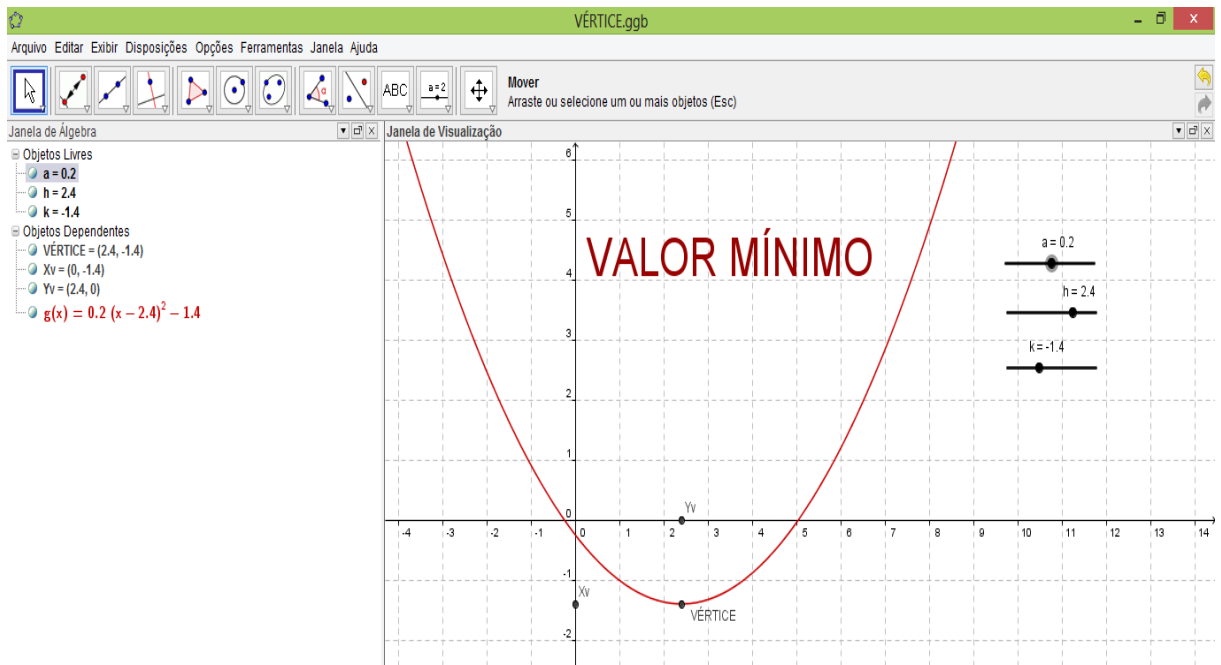 VÉRTICE.ggb
Arquivo Editar Exibir Disposições Opções Ferramentas Janela Ajuda
ABC
a=2
Mover
Arraste ou selecione um ou mais objetos (Esc)
Janela de Álgebra
Janela de Visualização
Objetos Livres
a = 0.2
h = 2.4
k = -1.4
Objetos Dependentes
VÉRTICE = (2.4, -1.4)
Xv = (0, -1.4)
Yv = (2.4, 0)
g(x) = 0.2 (x − 2.4)² − 1.4
VALOR MÍNIMO
a = 0.2
h = 2.4
k = -1.4
6
5
4
3
2
1
0
-1
-2
-4 -3 -2 -1 0 1 2 3 4 5 6 7 8 9 10 11 12 13 14
Yv
Xv
VÉRTICE